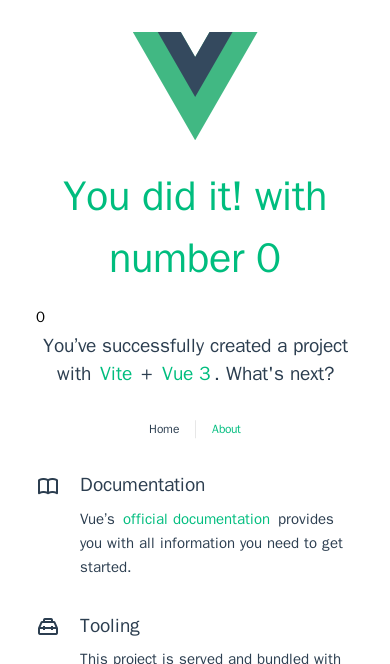 You did it! with
number 0
0
You’ve successfully created a project
with Vite + Vue 3. What's next?
Home About
Documentation
Vue’s official documentation provides
you with all information you need to get
started.
Tooling
This project is served and bundled with